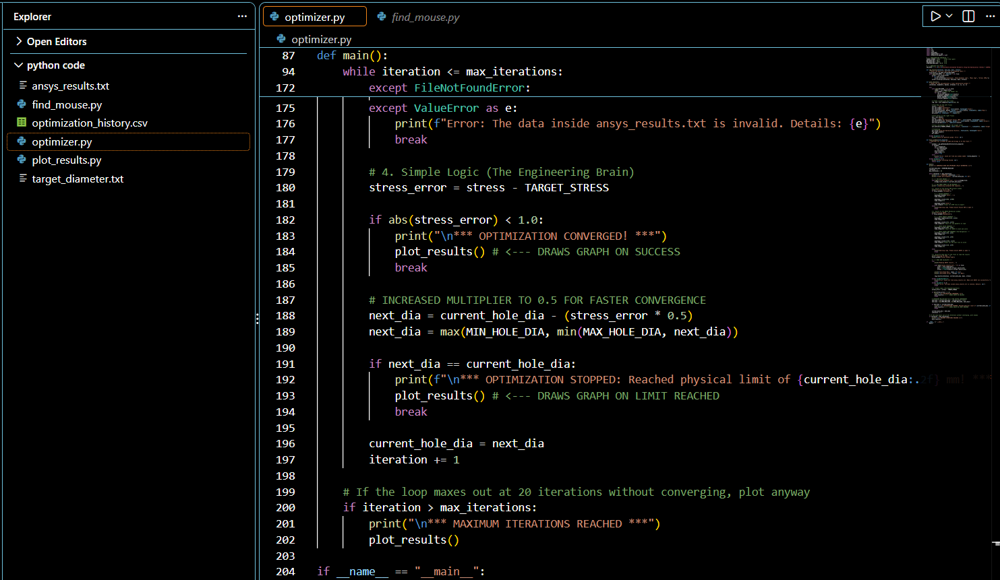 Explorer
Open Editors
python code
ansys_results.txt
find_mouse.py
optimization_history.csv
optimizer.py
plot_results.py
target_diameter.txt
optimizer.py
find_mouse.py
optimizer.py
87 def main():
94 while iteration <= max_iterations:
172 except FileNotFoundError:
175 except ValueError as e:
176 print(f"Error: The data inside ansys_results.txt is invalid. Details: {e}")
177 break
178
179 # 4. Simple Logic (The Engineering Brain)
180 stress_error = stress - TARGET_STRESS
181
182 if abs(stress_error) < 1.0:
183 print("\n*** OPTIMIZATION CONVERGED! ***")
184 plot_results() # <--- DRAWS GRAPH ON SUCCESS
185 break
186
187 # INCREASED MULTIPLIER TO 0.5 FOR FASTER CONVERGENCE
188 next_dia = current_hole_dia - (stress_error * 0.5)
189 next_dia = max(MIN_HOLE_DIA, min(MAX_HOLE_DIA, next_dia))
190
191 if next_dia == current_hole_dia:
192 print(f"\n*** OPTIMIZATION STOPPED: Reached physical limit of {current_hole_dia:.2f} mm! ***
193 plot_results() # <--- DRAWS GRAPH ON LIMIT REACHED
194 break
195
196 current_hole_dia = next_dia
197 iteration += 1
198
199 # If the loop maxes out at 20 iterations without converging, plot anyway
200 if iteration > max_iterations:
201 print("\n*** MAXIMUM ITERATIONS REACHED ***")
202 plot_results()
203
204 if __name__ == "__main__":